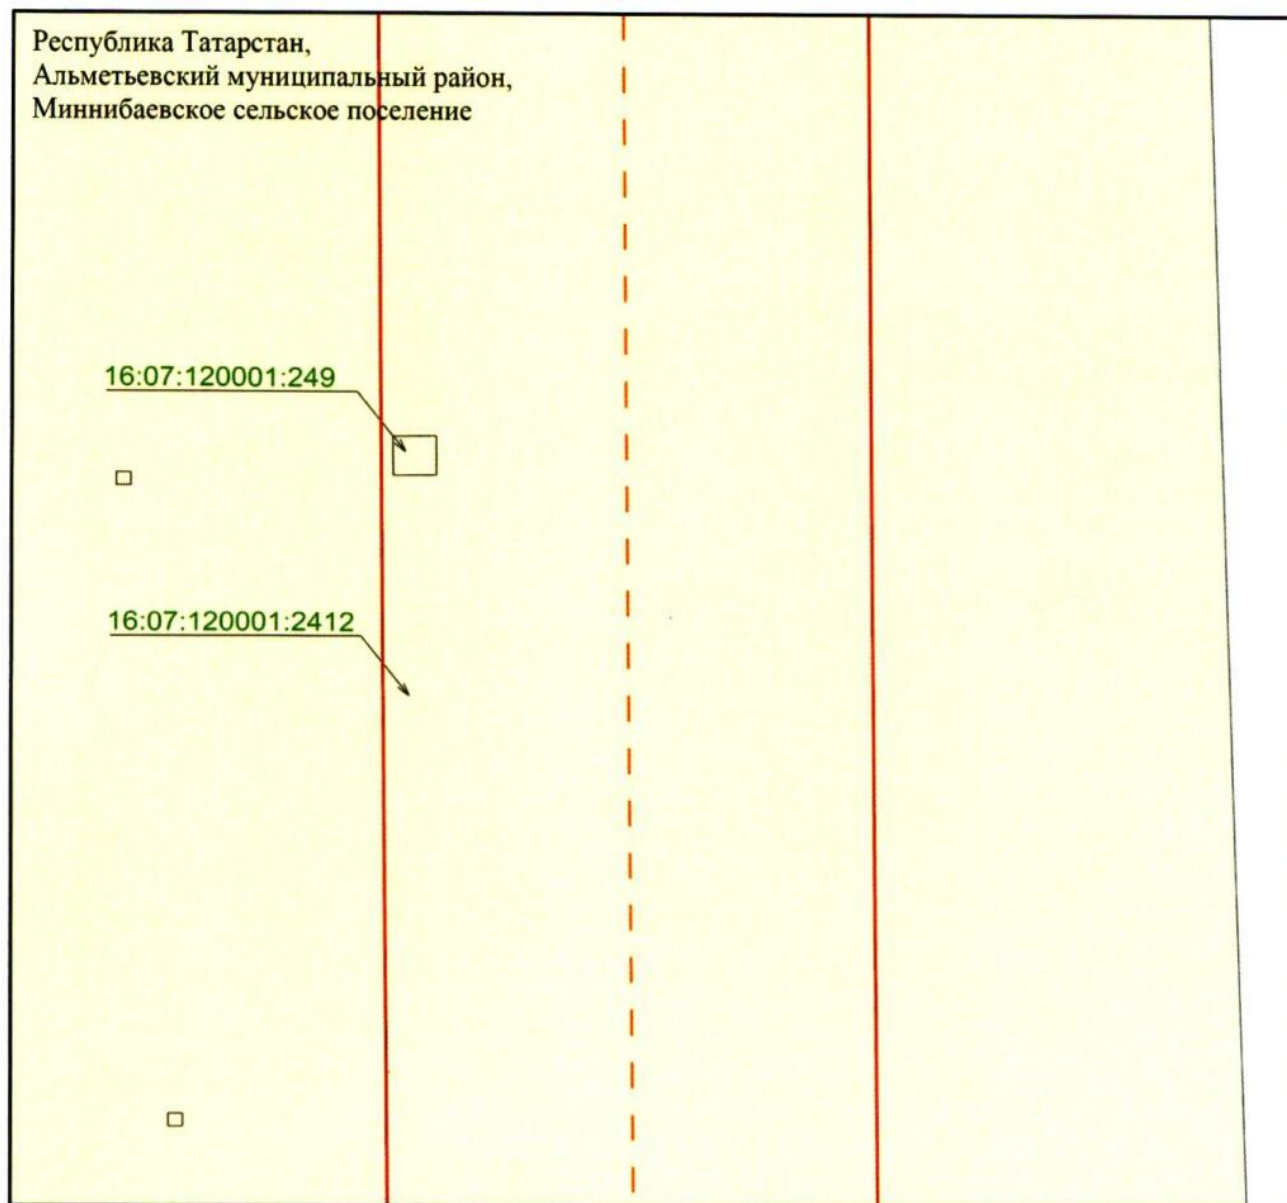 Республика Татарстан,
Альметьевский муниципальный район,
Миннибаевское сельское поселение
16:07:120001:249
16:07:120001:2412